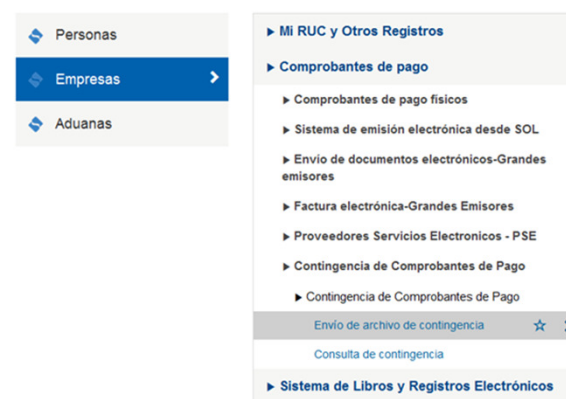 Personas
Empresas
Aduanas
Mi RUC y Otros Registros
Comprobantes de pago
Comprobantes de pago físicos
Sistema de emisión electrónica desde SOL
Envío de documentos electrónicos-Grandes
emisores
Factura electrónica-Grandes Emisores
Proveedores Servicios Electronicos - PSE
Contingencia de Comprobantes de Pago
Contingencia de Comprobantes de Pago
Envío de archivo de contingencia
Consulta de contingencia
Sistema de Libros y Registros Electrónicos